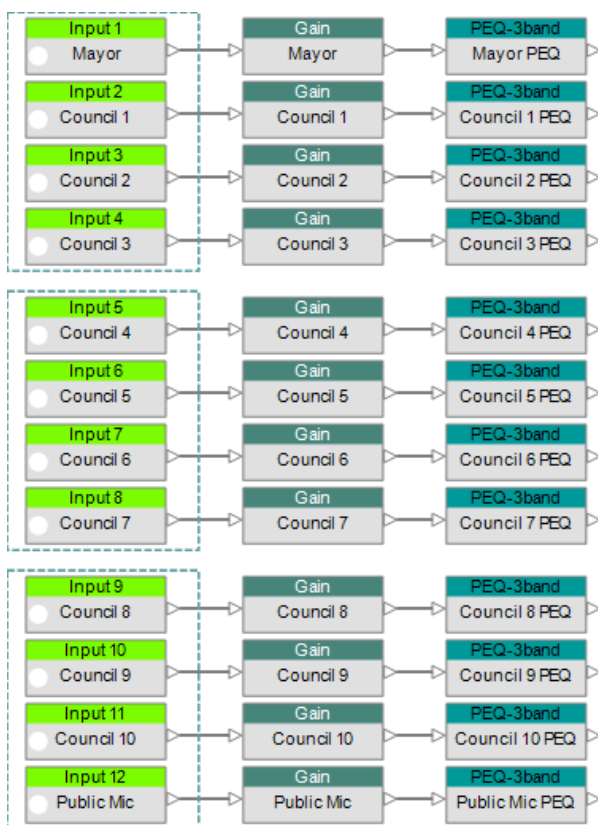 Input 1 Gain PEQ-3band
Mayor Mayor Mayor PEQ
Input 2 Gain PEQ-3band
Council 1 Council 1 Council 1 PEQ
Input 3 Gain PEQ-3band
Council 2 Council 2 Council 2 PEQ
Input 4 Gain PEQ-3band
Council 3 Council 3 Council 3 PEQ
Input 5 Gain PEQ-3band
Council 4 Council 4 Council 4 PEQ
Input 6 Gain PEQ-3band
Council 5 Council 5 Council 5 PEQ
Input 7 Gain PEQ-3band
Council 6 Council 6 Council 6 PEQ
Input 8 Gain PEQ-3band
Council 7 Council 7 Council 7 PEQ
Input 9 Gain PEQ-3band
Council 8 Council 8 Council 8 PEQ
Input 10 Gain PEQ-3band
Council 9 Council 9 Council 9 PEQ
Input 11 Gain PEQ-3band
Council 10 Council 10 Council 10 PEQ
Input 12 Gain PEQ-3band
Public Mic Public Mic Public Mic PEQ